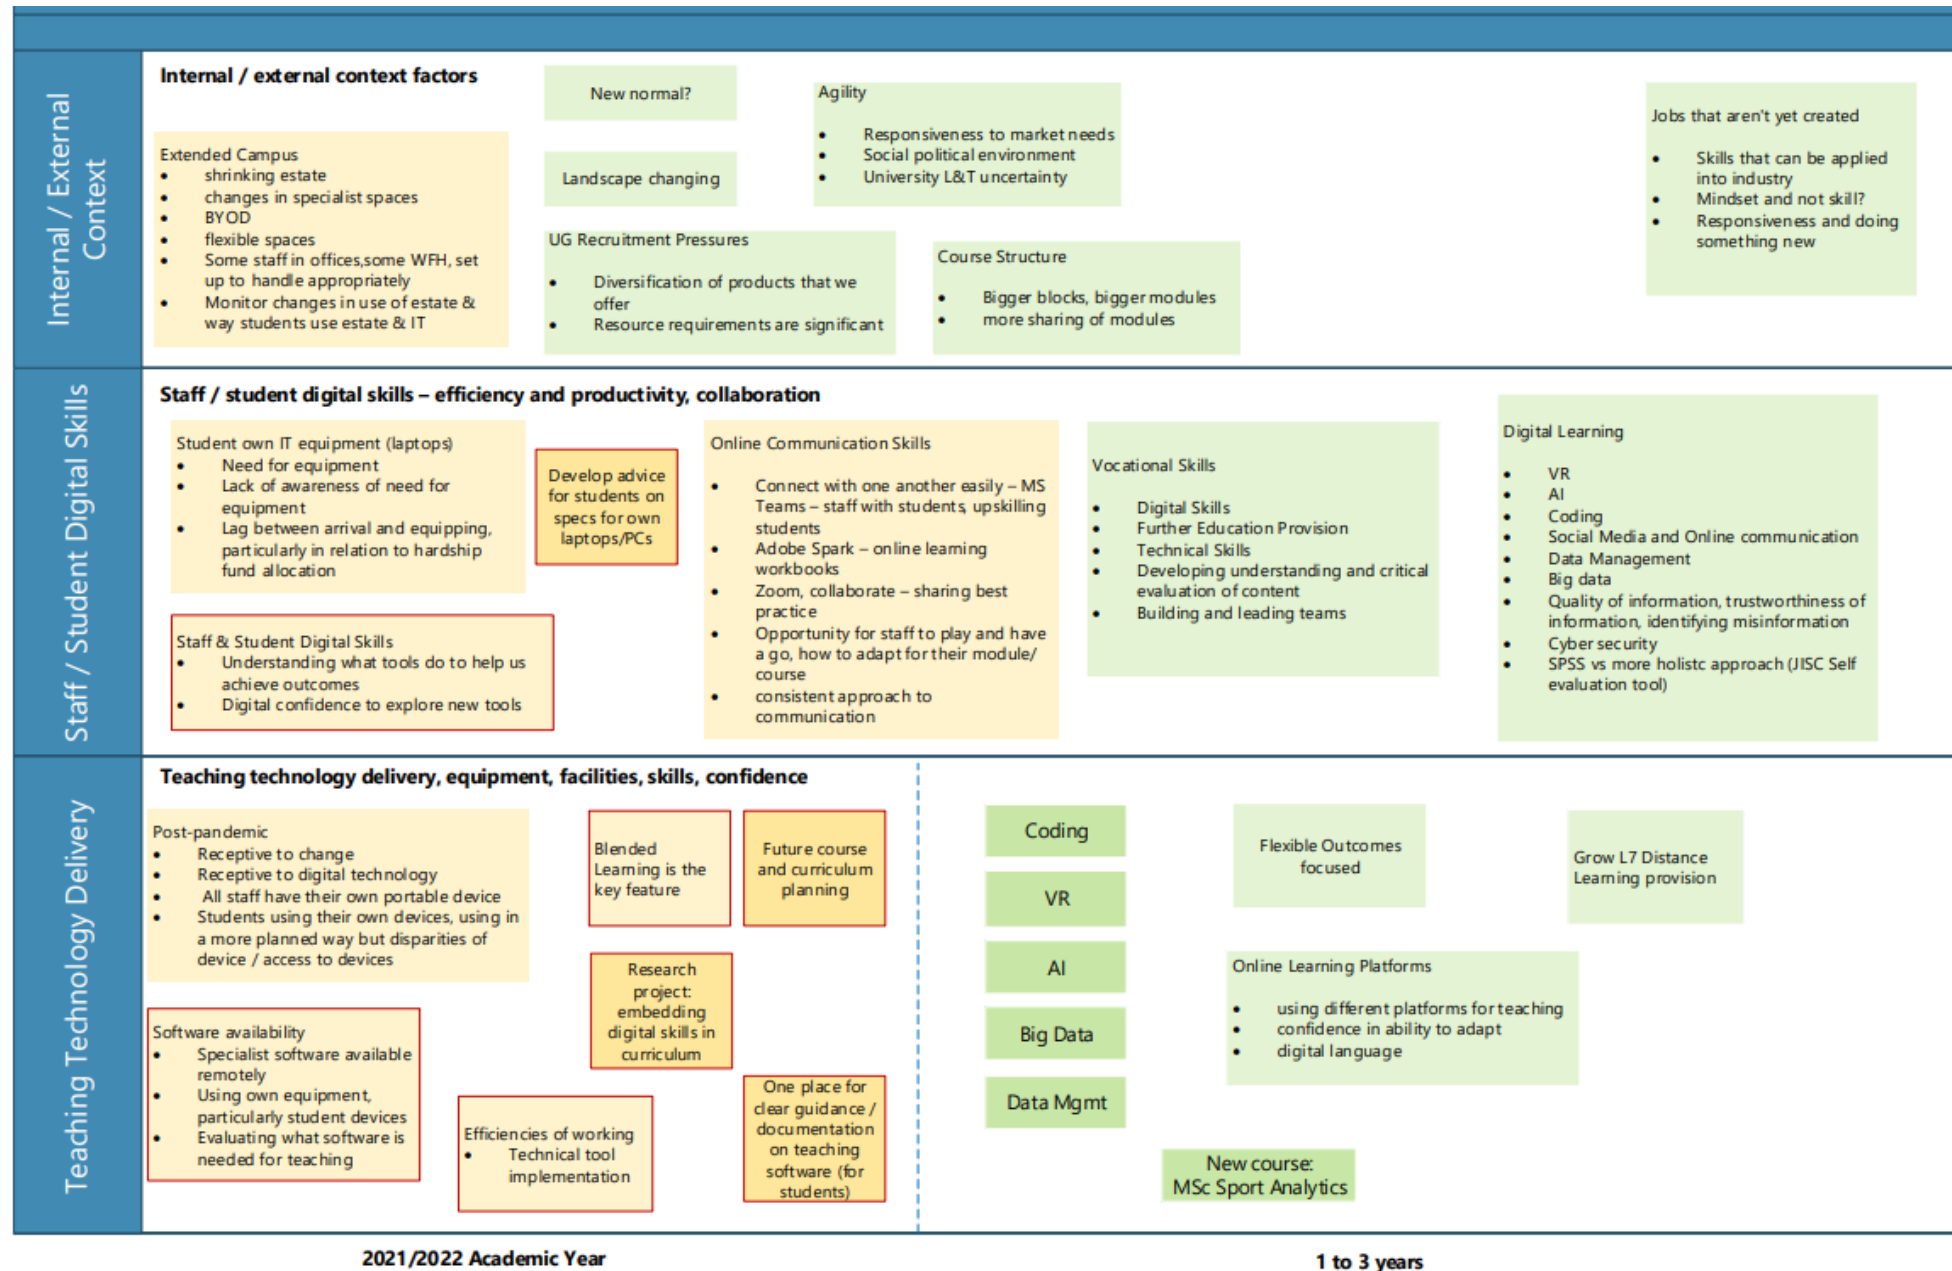 Internal / External
Context
Internal / external context factors
Extended Campus
• shrinking estate
• changes in specialist spaces
• BYOD
• flexible spaces
• Some staff in offices,some WFH, set
up to handle appropriately
• Monitor changes in use of estate &
way students use estate & IT
New normal?
Landscape changing
UG Recruitment Pressures
• Diversification of products that we
offer
• Resource requirements are significant
Agility
• Responsiveness to market needs
• Social political environment
• University L&T uncertainty
Course Structure
• Bigger blocks, bigger modules
• more sharing of modules
Jobs that aren't yet created
• Skills that can be applied
into industry
• Mindset and not skill?
• Responsiveness and doing
something new
Staff / Student Digital Skills
Staff / student digital skills – efficiency and productivity, collaboration
Student own IT equipment (laptops)
• Need for equipment
• Lack of awareness of need for
equipment
• Lag between arrival and equipping,
particularly in relation to hardship
fund allocation
Staff & Student Digital Skills
• Understanding what tools do to help us
achieve outcomes
• Digital confidence to explore new tools
Develop advice
for students on
specs for own
laptops/PCs
Online Communication Skills
• Connect with one another easily – MS
Teams – staff with students, upskilling
students
• Adobe Spark – online learning
workbooks
• Zoom, collaborate – sharing best
practice
• Opportunity for staff to play and have
a go, how to adapt for their module/
course
• consistent approach to
communication
Vocational Skills
• Digital Skills
• Further Education Provision
• Technical Skills
• Developing understanding and critical
evaluation of content
• Building and leading teams
Digital Learning
• VR
• AI
• Coding
• Social Media and Online communication
• Data Management
• Big data
• Quality of information, trustworthiness of
information, identifying misinformation
• Cyber security
• SPSS vs more holistc approach (JISC Self
evaluation tool)
Teaching Technology Delivery
Teaching technology delivery, equipment, facilities, skills, confidence
Post-pandemic
• Receptive to change
• Receptive to digital technology
• All staff have their own portable device
• Students using their own devices, using in
a more planned way but disparities of
device / access to devices
Software availability
• Specialist software available
remotely
• Using own equipment,
particularly student devices
• Evaluating what software is
needed for teaching
Efficiencies of working
• Technical tool
implementation
Blended
Learning is the
key feature
Future course
and curriculum
planning
Research
project:
embedding
digital skills in
curriculum
One place for
clear guidance /
documentation
on teaching
software (for
students)
Coding
VR
AI
Big Data
Data Mgmt
New course:
MSc Sport Analytics
Flexible Outcomes
focused
Grow L7 Distance
Learning provision
Online Learning Platforms
• using different platforms for teaching
• confidence in ability to adapt
• digital language
2021/2022 Academic Year
1 to 3 years